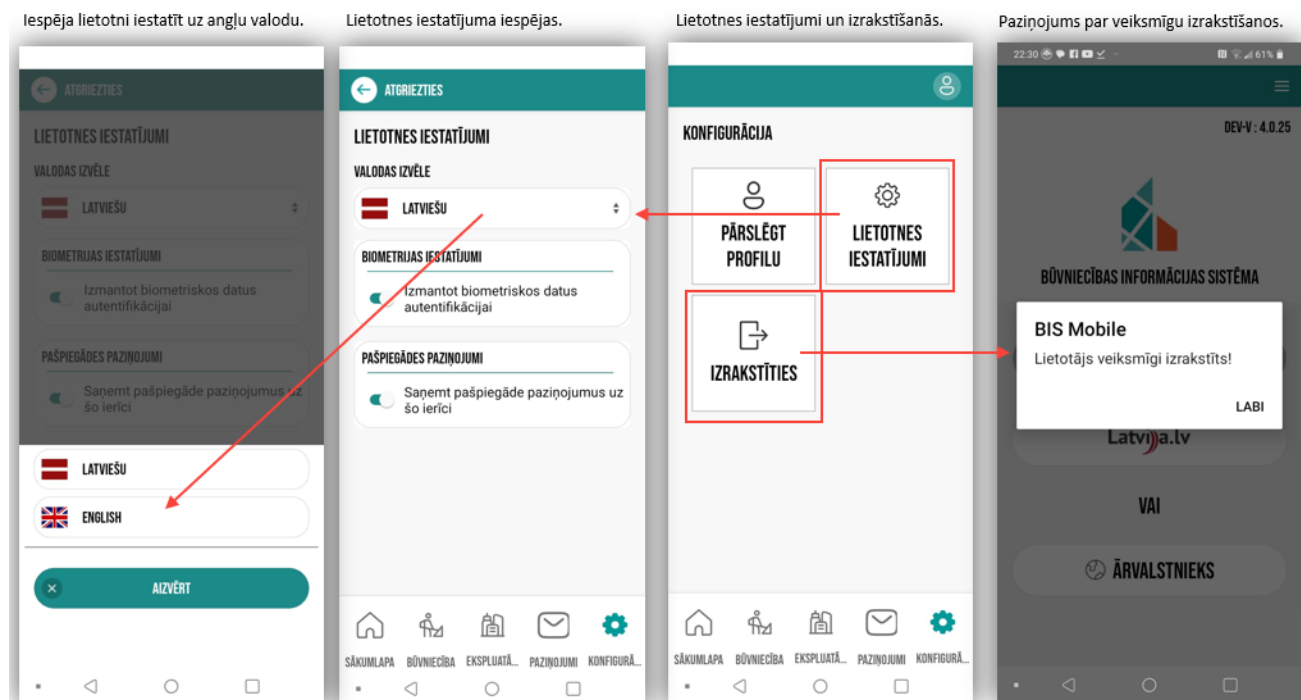 Iespēja lietotni iestatīt uz angļu valodu.
ATGRIEZTIES
LIETOTNES IESTATĪJUMI
VALODAS IZVĒLE
LATVIEŠU
BIOMETRIJAS IESTATĪJUMI
Izmantot biometriskos datus
autentifikācijai
PAŠPIEGĀDES PAZIŅOJUMI
Saņemt pašpiegāde paziņojumus uz
šo ierīci
LATVIEŠU
ENGLISH
AIZVĒRT
Lietotnes iestatījuma iespējas.
ATGRIEZTIES
LIETOTNES IESTATĪJUMI
VALODAS IZVĒLE
LATVIEŠU
BIOMETRIJAS IESTATĪJUMI
Izmantot biometriskos datus
autentifikācijai
PAŠPIEGĀDES PAZIŅOJUMI
Saņemt pašpiegāde paziņojumus uz
šo ierīci
SĀKUMLAPA BŪVNIECĪBA EKSPLUATĀ... PAZIŅOJUMI KONFIGURĀ...
Lietotnes iestatījumi un izrakstīšanās.
KONFIGURĀCIJA
PĀRSLĒGT
PROFILU
LIETOTNES
IESTATĪJUMI
IZRAKSTĪTIES
SĀKUMLAPA BŪVNIECĪBA EKSPLUATĀ... PAZIŅOJUMI KONFIGURĀ...
Paziņojums par veiksmīgu izrakstīšanos.
22:30 61%
DEV-V : 4.0.25
BŪVNIECĪBAS INFORMĀCIJAS SISTĒMA
BIS Mobile
Lietotājs veiksmīgi izrakstīts!
LABI
Latvija.lv
VAI
ĀRVALSTNIEKS